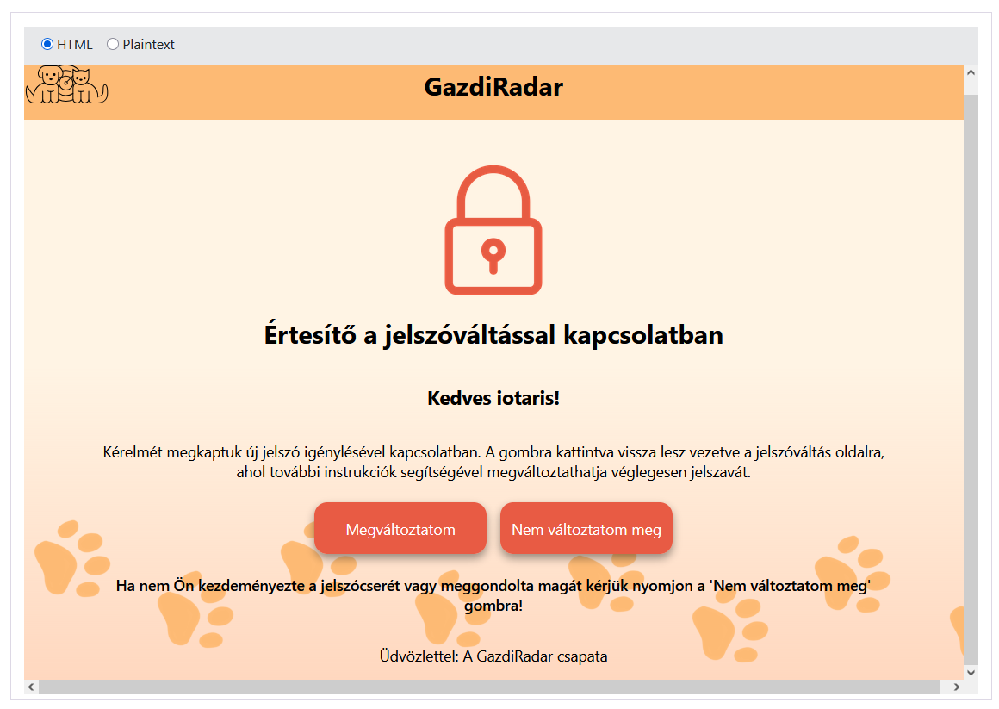 HTML Plaintext
GazdiRadar
Értesítő a jelszóváltással kapcsolatban
Kedves iotaris!
Kérelmét megkaptuk új jelszó igénylésével kapcsolatban. A gombra kattintva vissza lesz vezetve a jelszóváltás oldalra,
ahol további instrukciók segítségével megváltoztathatja véglegesen jelszavát.
Megváltoztatom Nem változtatom meg
Ha nem Ön kezdeményezte a jelszócserét vagy meggondolta magát kérjük nyomjon a 'Nem változtatom meg'
gombra!
Üdvözlettel: A GazdiRadar csapata